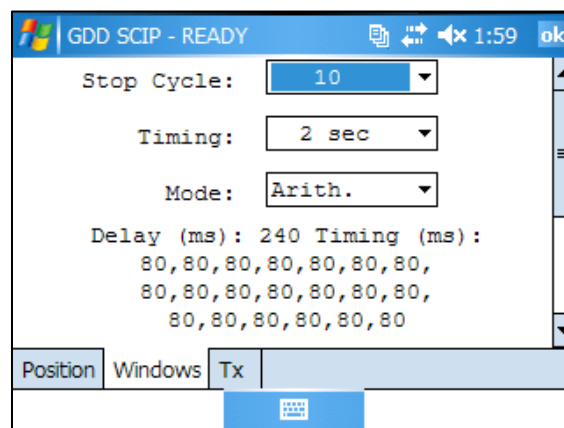 GDD SCIP - READY 1:59 ok
Stop Cycle: 10
Timing: 2 sec
Mode: Arith.
Delay (ms): 240 Timing (ms):
80,80,80,80,80,80,80,
80,80,80,80,80,80,80,
80,80,80,80,80,80
Position Windows Tx